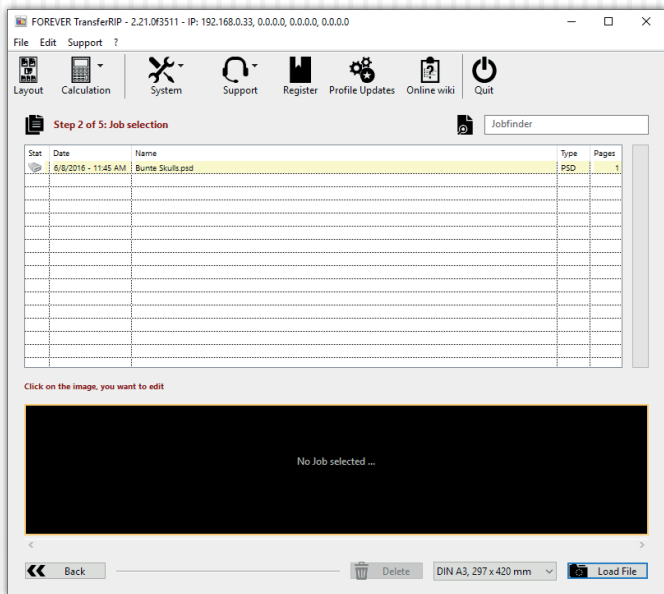 FOREVER TransferRIP - 2.21.0f3511 - IP: 192.168.0.33, 0.0.0.0, 0.0.0.0, 0.0.0.0
File Edit Support ?
Layout Calculation System Support Register Profile Updates Online wiki Quit
Step 2 of 5: Job selection Jobfinder
Stat Date Name Type Pages
6/8/2016 - 11:45 AM Bunte Skulls.psd PSD 1
Click on the image, you want to edit
No Job selected ...
Back Delete DIN A3, 297 x 420 mm Load File